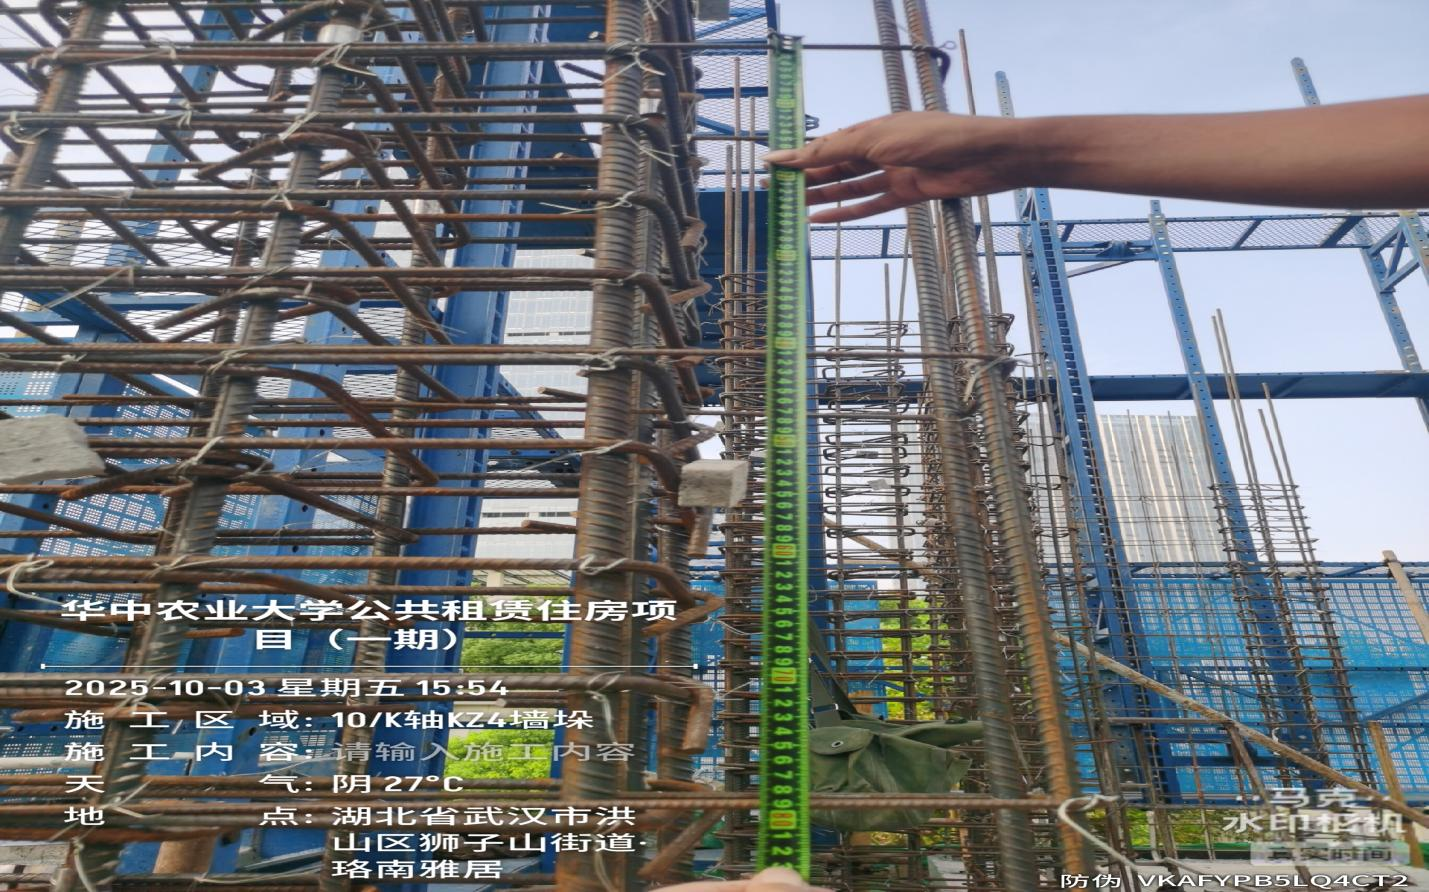 华中农业大学公共租赁住房项
目（一期）
2025-10-03 星期五 15:54
施工区域：10/K轴KZ4墙垛
施工内容：请输入施工内容
天气：阴 27°C
地点：湖北省武汉市洪
山区狮子山街道·
珞南雅居
马克
水印相机
真实时间
防伪 VKAFYPB5LQ4CT2